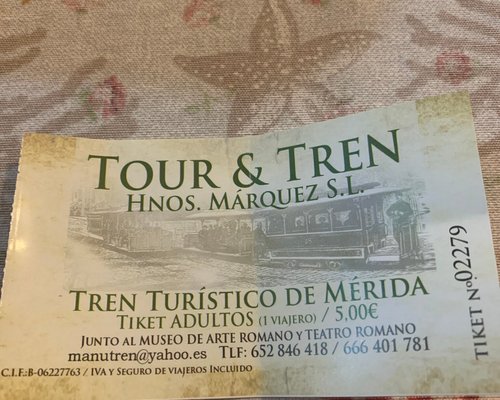 TOUR & TREN
HNOS. MÁRQUEZ S.L.
TREN TURÍSTICO DE MÉRIDA
TIKET ADULTOS (1 VIAJERO) / 5,00€
JUNTO AL MUSEO DE ARTE ROMANO Y TEATRO ROMANO
manutren@yahoo.es TLF: 652 846 418 / 666 401 781
C.I.F.:B-06227763 / IVA Y SEGURO DE VIAJEROS INCLUIDO
TIKET Nº 02279